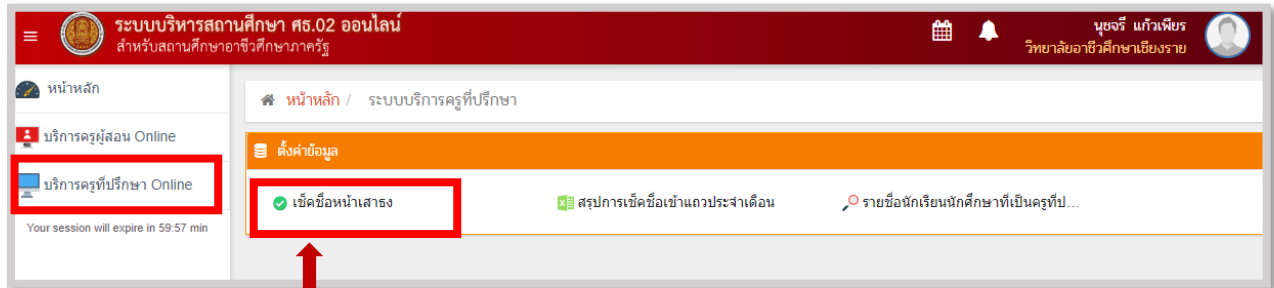 ระบบบริหารสถานศึกษา ศธ.02 ออนไลน์
สำหรับสถานศึกษาอาชีวศึกษาภาครัฐ
นุชจรี แก้วเพียร
วิทยาลัยอาชีวศึกษาเชียงราย
หน้าหลัก
บริการครูผู้สอน Online
บริการครูที่ปรึกษา Online
Your session will expire in 59:57 min
หน้าหลัก / ระบบบริการครูที่ปรึกษา
ตั้งค่าข้อมูล
เช็คชื่อหน้าเสาธง
สรุปการเช็คชื่อเข้าแถวประจำเดือน
รายชื่อนักเรียนนักศึกษาที่เป็นครูที่ป...